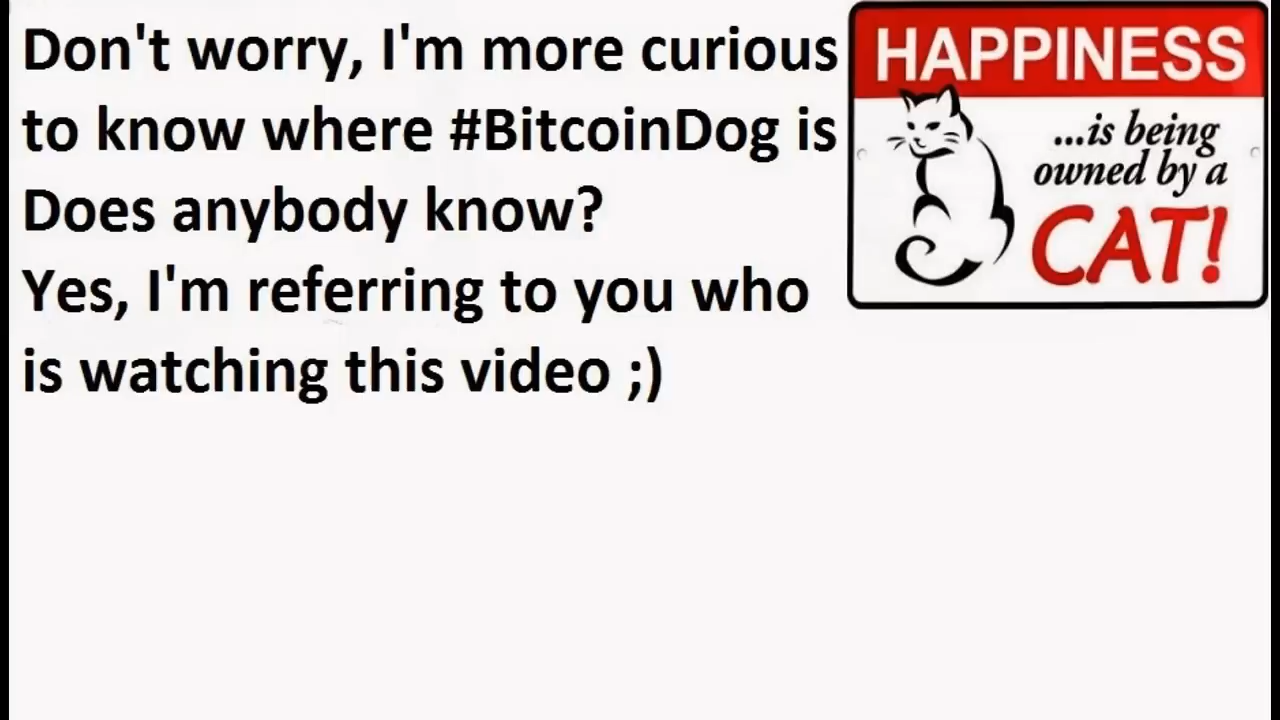 Don't worry, I'm more curious
to know where #BitcoinDog is
Does anybody know?
Yes, I'm referring to you who
is watching this video ;)
HAPPINESS
...is being
owned by a
CAT!